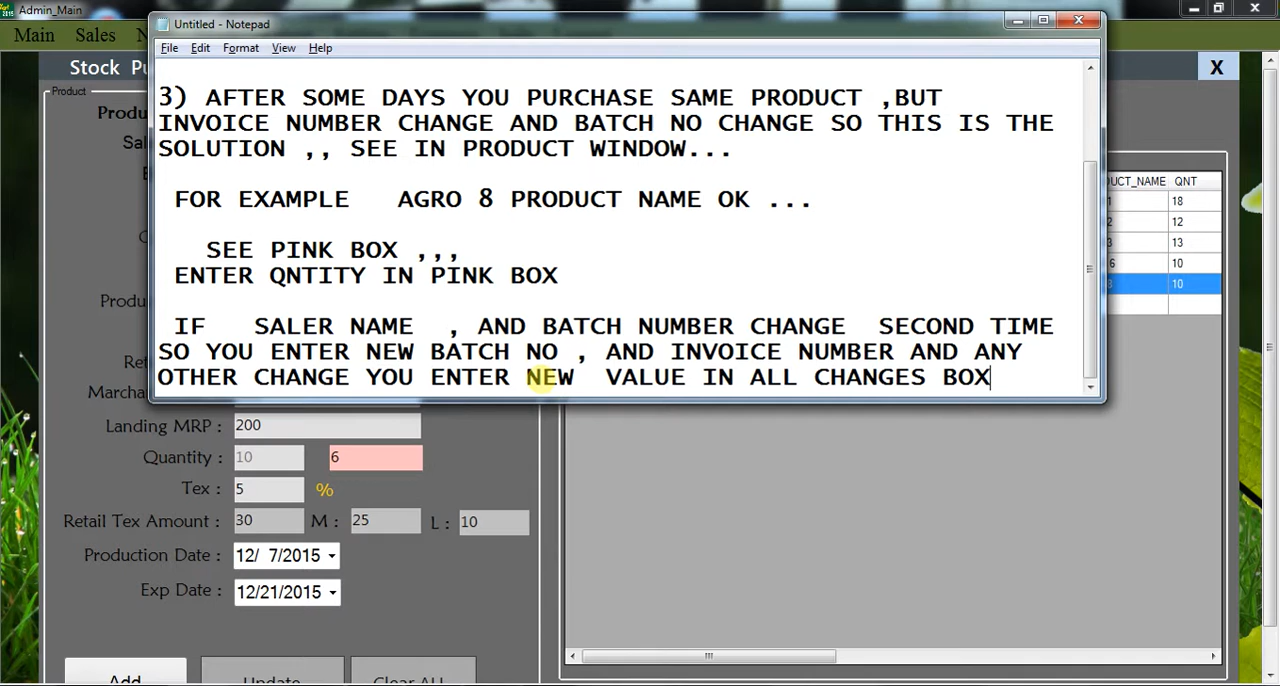 Admin_Main
Main Sales
Untitled - Notepad
File Edit Format View Help
3) AFTER SOME DAYS YOU PURCHASE SAME PRODUCT ,BUT
INVOICE NUMBER CHANGE AND BATCH NO CHANGE SO THIS IS THE
SOLUTION ,, SEE IN PRODUCT WINDOW...
FOR EXAMPLE AGRO 8 PRODUCT NAME OK ...
SEE PINK BOX ,,,
ENTER QNTITY IN PINK BOX
IF SALER NAME , AND BATCH NUMBER CHANGE SECOND TIME
SO YOU ENTER NEW BATCH NO , AND INVOICE NUMBER AND ANY
OTHER CHANGE YOU ENTER NEW VALUE IN ALL CHANGES BOX
Stock
X
Product
Landing MRP : 200
Quantity : 10 6
Tex : 5 %
Retail Tex Amount : 30 M : 25 L : 10
Production Date : 12/ 7/2015
Exp Date : 12/21/2015
Add Update Clear ALL
QNT
18
12
13
10
10